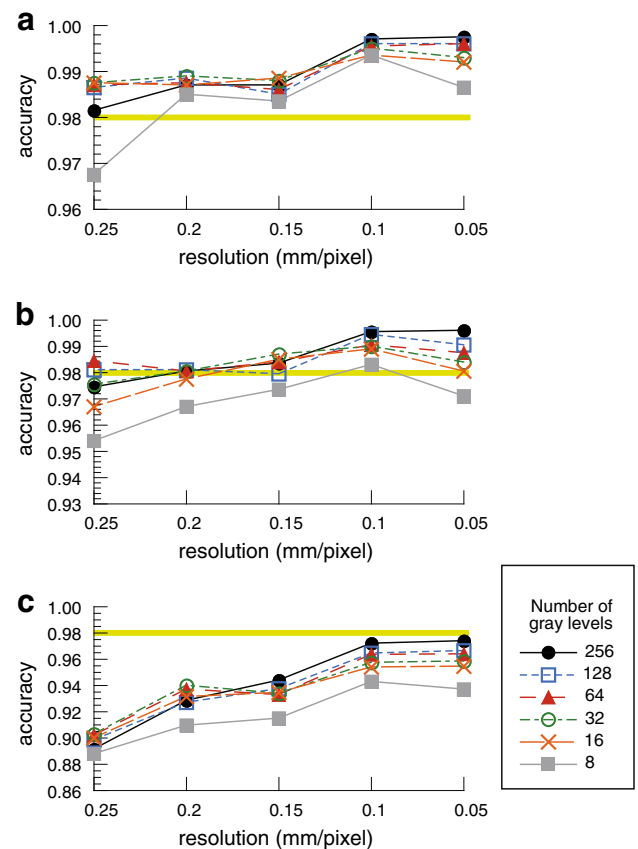 a
1.00
0.99
0.98
0.97
0.96
accuracy
0.25 0.2 0.15 0.1 0.05
resolution (mm/pixel)
b
1.00
0.99
0.98
0.97
0.96
0.95
0.94
0.93
accuracy
0.25 0.2 0.15 0.1 0.05
resolution (mm/pixel)
c
1.00
0.98
0.96
0.94
0.92
0.90
0.88
0.86
accuracy
0.25 0.2 0.15 0.1 0.05
resolution (mm/pixel)
Number of
gray levels
256
128
64
32
16
8